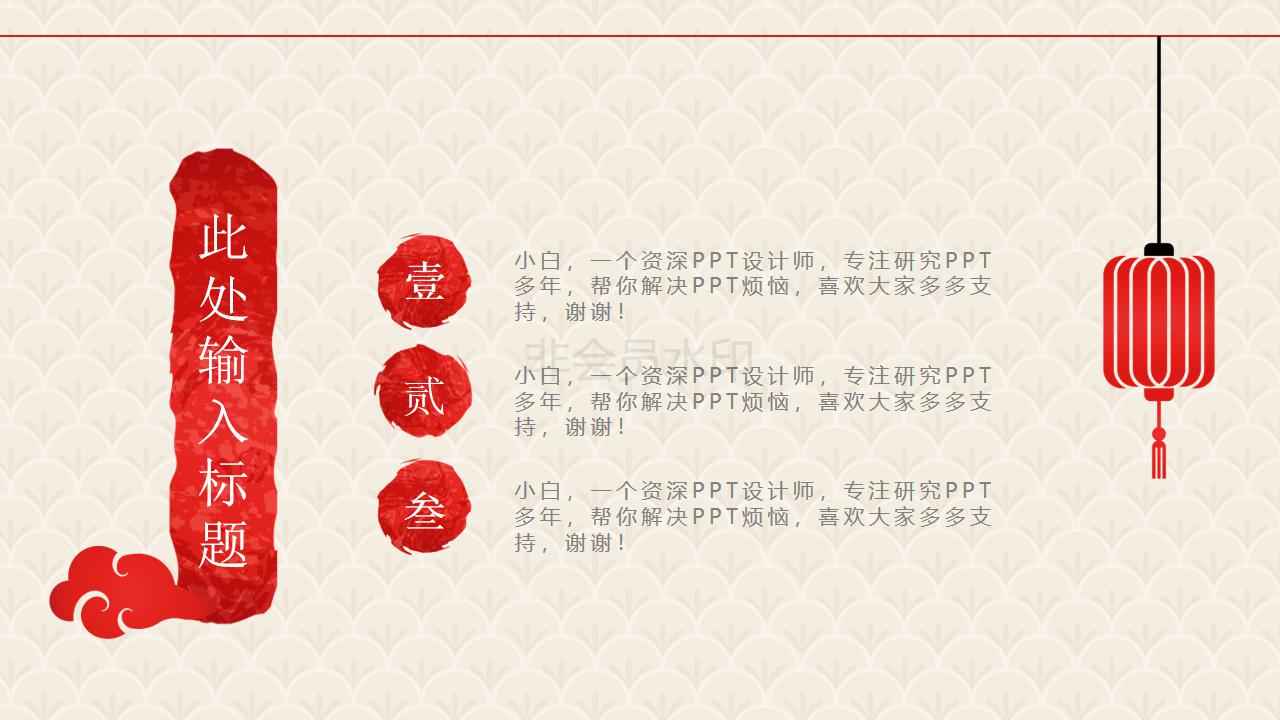 此处输入标题
壹
小白，一个资深PPT设计师，专注研究PPT
多年，帮你解决PPT烦恼，喜欢大家多多支
持，谢谢！
非会员水印
贰
小白，一个资深PPT设计师，专注研究PPT
多年，帮你解决PPT烦恼，喜欢大家多多支
持，谢谢！
叁
小白，一个资深PPT设计师，专注研究PPT
多年，帮你解决PPT烦恼，喜欢大家多多支
持，谢谢！